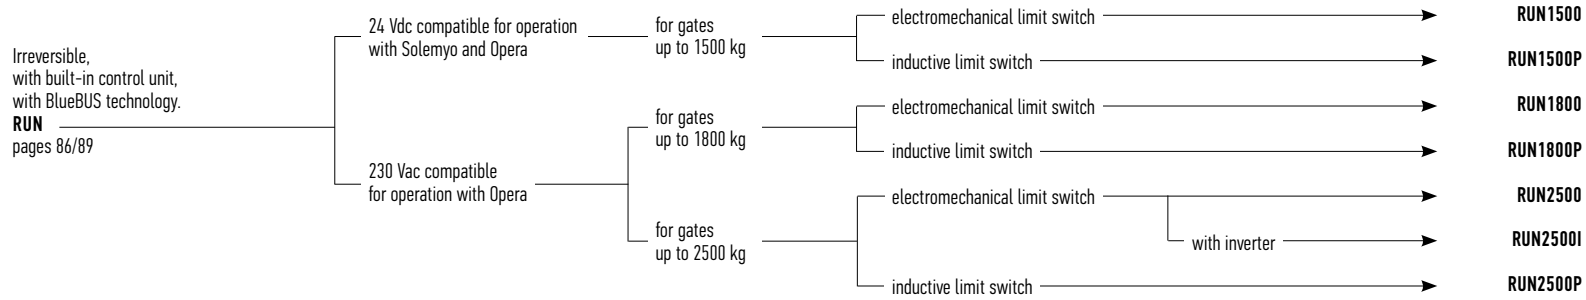 Irreversible,
with built-in control unit,
with BlueBUS technology.
RUN
pages 86/89
24 Vdc compatible for operation
with Solemyo and Opera
for gates
up to 1500 kg
electromechanical limit switch
RUN1500
inductive limit switch
RUN1500P
230 Vac compatible
for operation with Opera
for gates
up to 1800 kg
electromechanical limit switch
RUN1800
inductive limit switch
RUN1800P
for gates
up to 2500 kg
electromechanical limit switch
RUN2500
with inverter
RUN2500I
inductive limit switch
RUN2500P